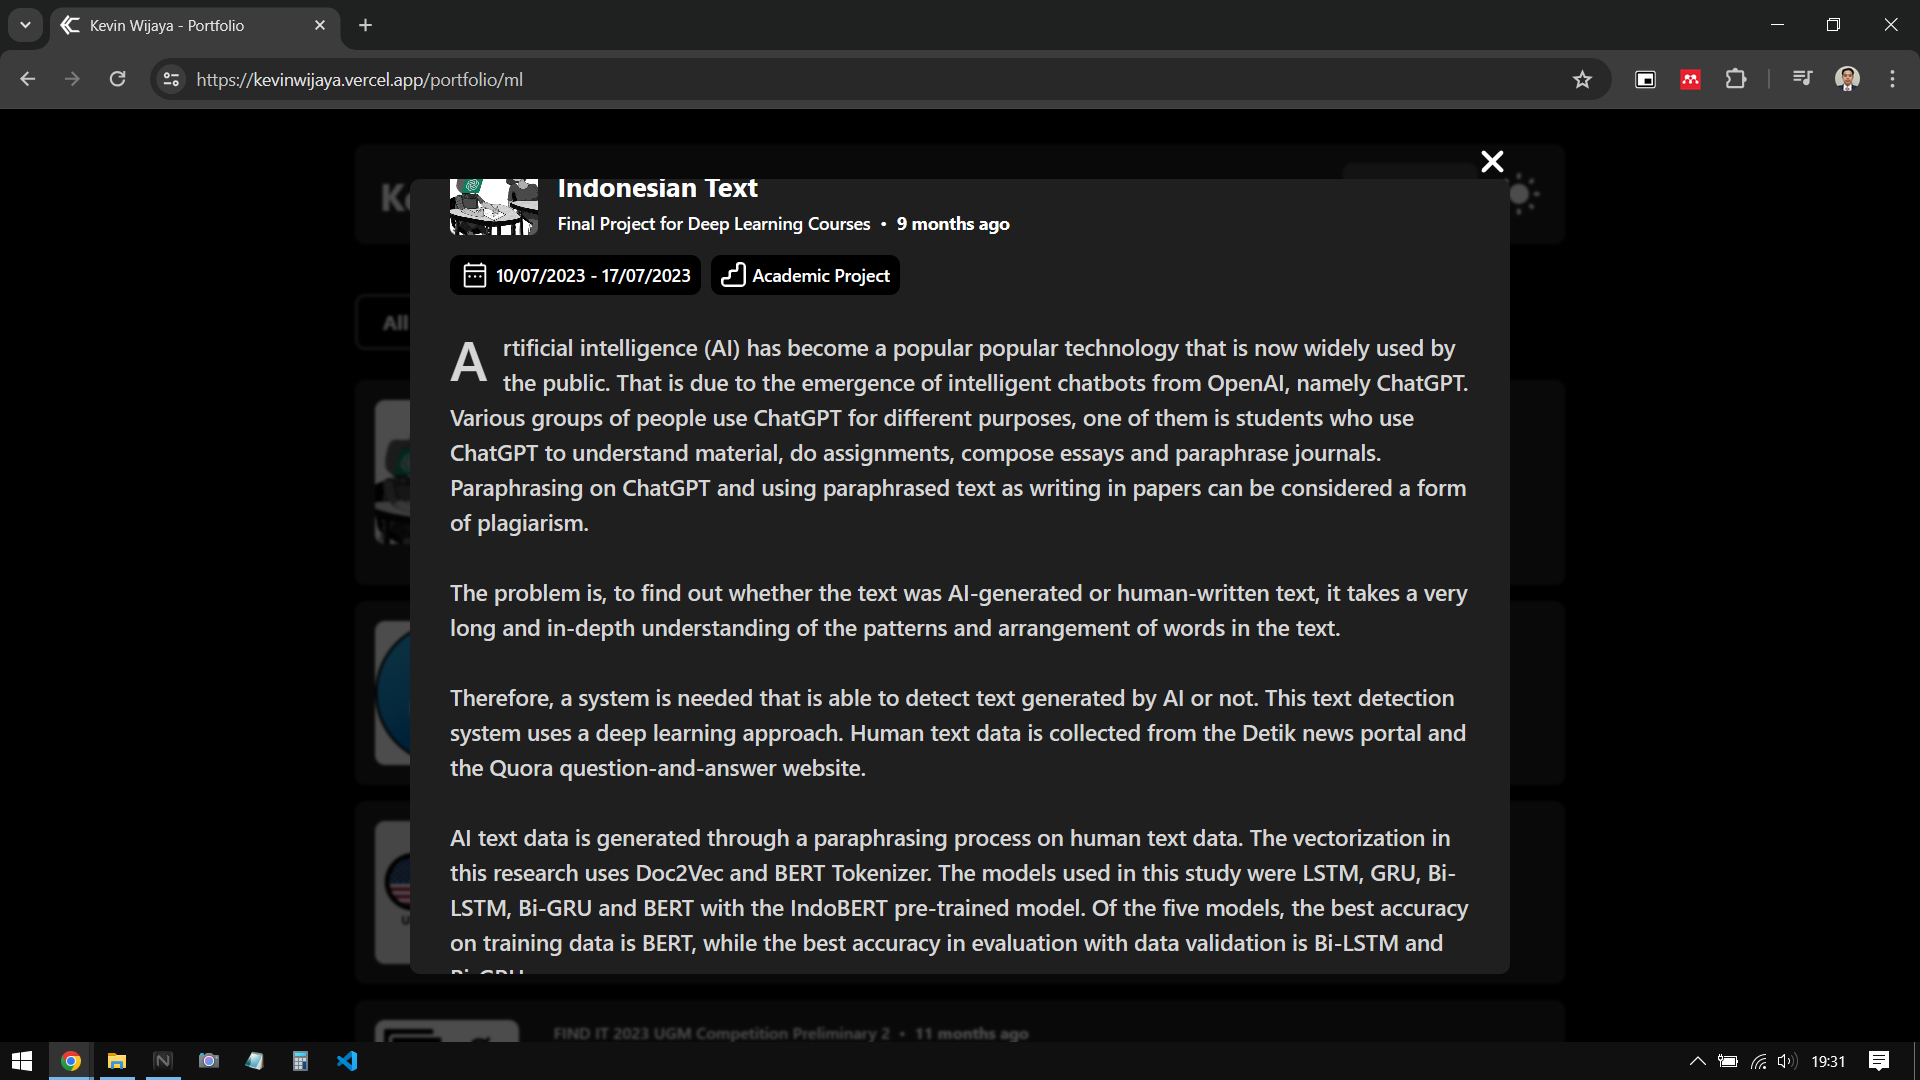 Kevin Wijaya - Portfolio
https://kevinwijaya.vercel.app/portfolio/ml
Indonesian Text
Final Project for Deep Learning Courses • 9 months ago
10/07/2023 - 17/07/2023
Academic Project
All
Artificial intelligence (AI) has become a popular popular technology that is now widely used by
the public. That is due to the emergence of intelligent chatbots from OpenAI, namely ChatGPT.
Various groups of people use ChatGPT for different purposes, one of them is students who use
ChatGPT to understand material, do assignments, compose essays and paraphrase journals.
Paraphrasing on ChatGPT and using paraphrased text as writing in papers can be considered a form
of plagiarism.
The problem is, to find out whether the text was AI-generated or human-written text, it takes a very
long and in-depth understanding of the patterns and arrangement of words in the text.
Therefore, a system is needed that is able to detect text generated by AI or not. This text detection
system uses a deep learning approach. Human text data is collected from the Detik news portal and
the Quora question-and-answer website.
AI text data is generated through a paraphrasing process on human text data. The vectorization in
this research uses Doc2Vec and BERT Tokenizer. The models used in this study were LSTM, GRU, Bi-
LSTM, Bi-GRU and BERT with the IndoBERT pre-trained model. Of the five models, the best accuracy
on training data is BERT, while the best accuracy in evaluation with data validation is Bi-LSTM and
Bi-GRU
FIND IT 2023 UGM Competition Preliminary 2 • 11 months ago
19:31